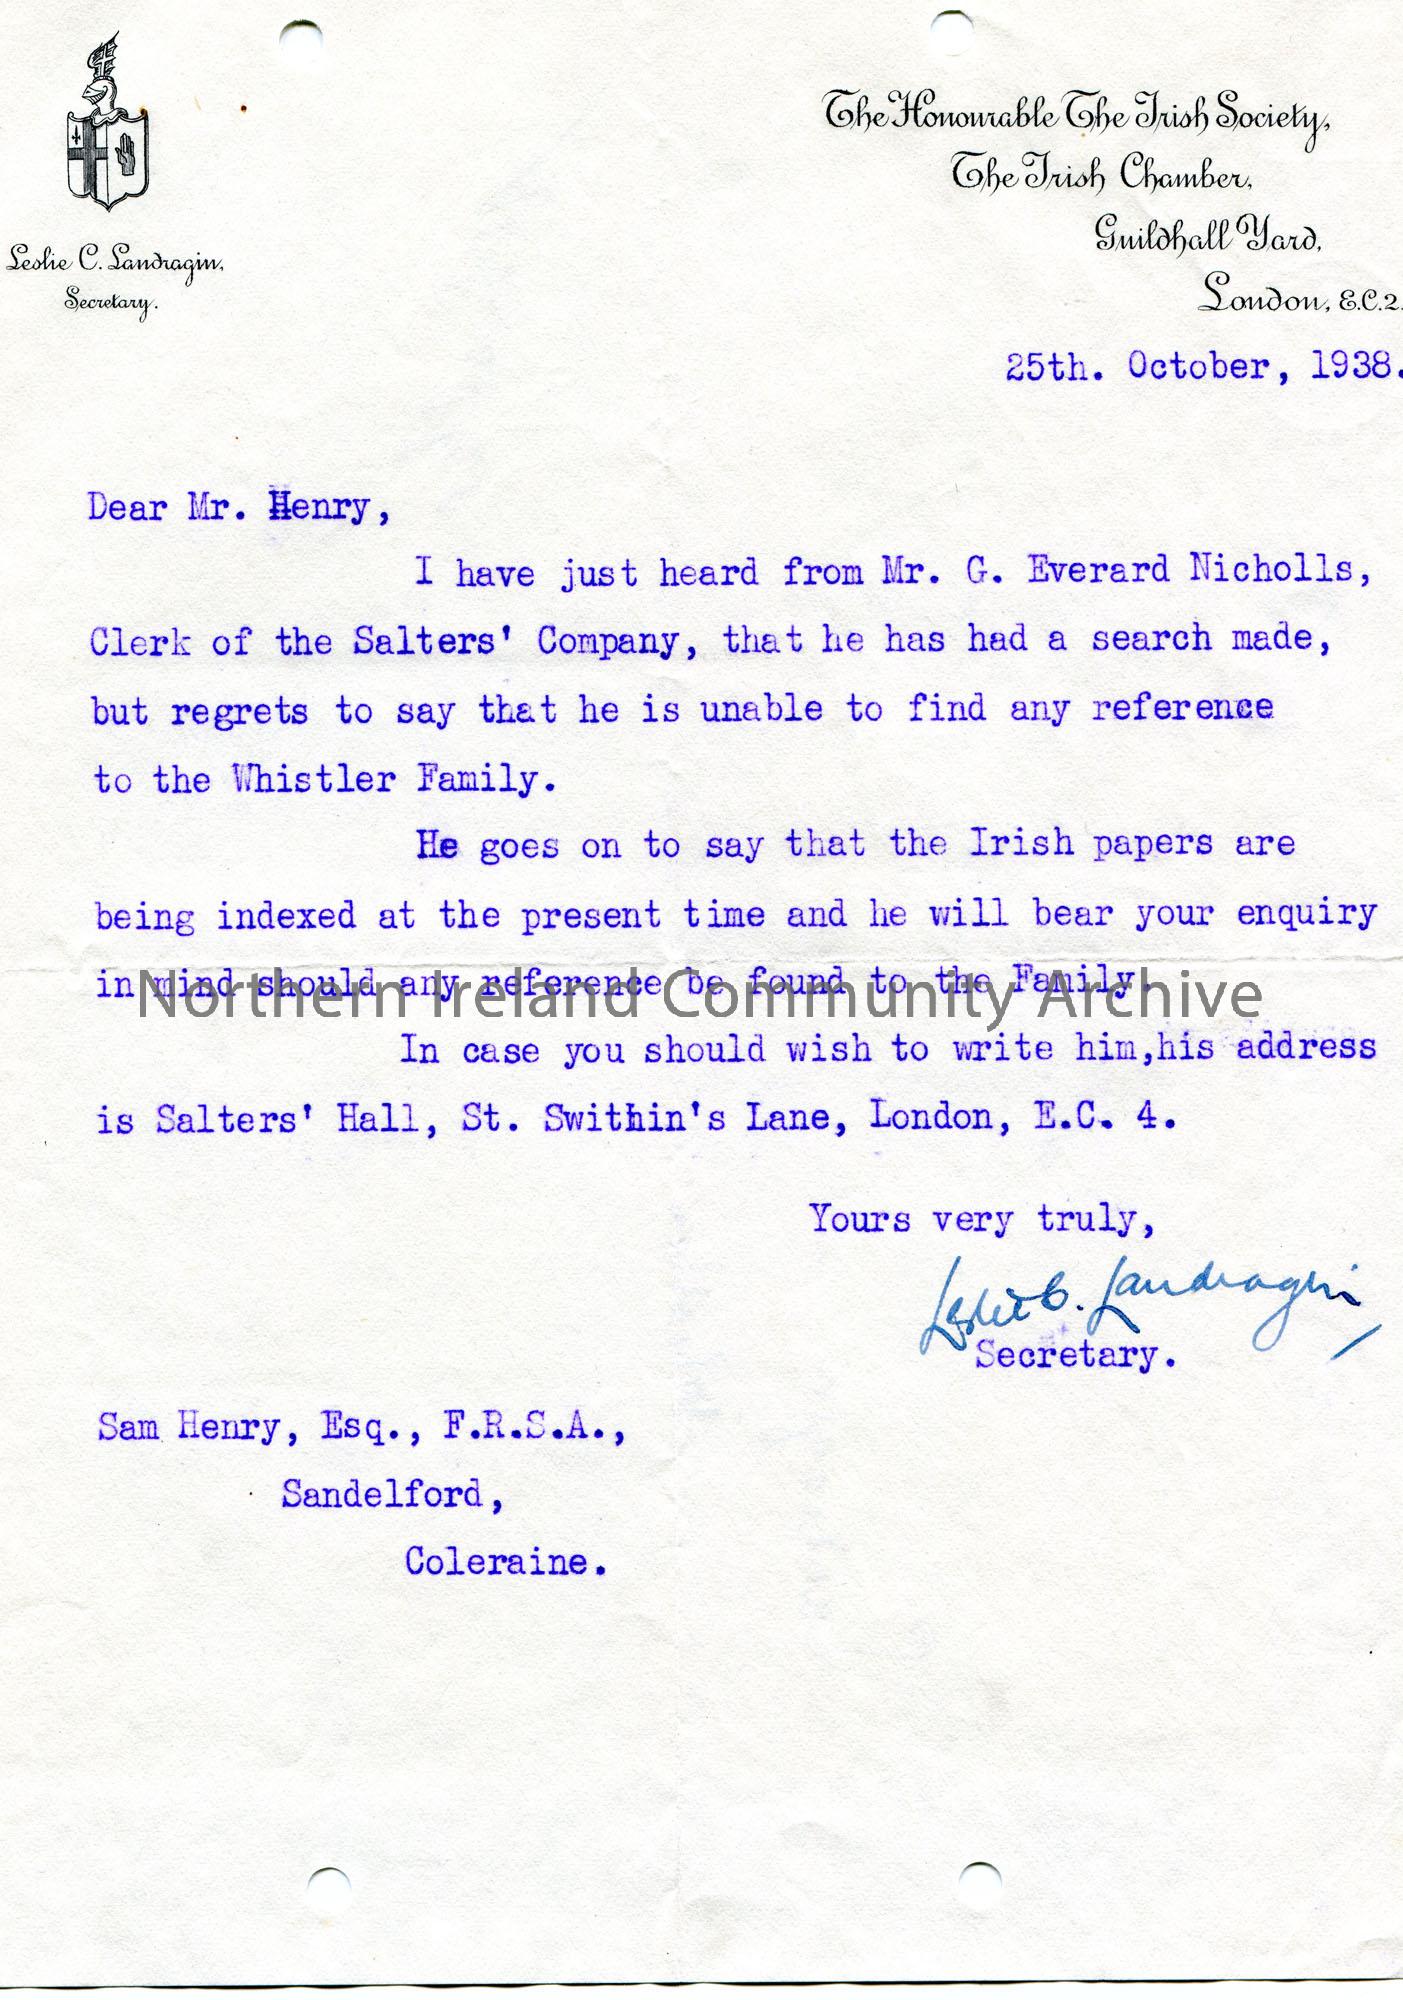 The Honourable The Irish Society,
The Irish Chamber,
Guildhall Yard,
London, E.C.2.
Leslie C. Landragin,
Secretary.
25th. October, 1938.
Dear Mr. Henry,
I have just heard from Mr. G. Everard Nicholls,
Clerk of the Salters' Company, that he has had a search made,
but regrets to say that he is unable to find any reference
to the Whistler Family.
He goes on to say that the Irish papers are
being indexed at the present time and he will bear your enquiry
in mind should any reference be found to the Family.
Northern Ireland Community Archive
In case you should wish to write him,his address
is Salters' Hall, St. Swithin's Lane, London, E.C. 4.
Yours very truly,
Leslie C. Landragin
Secretary.
Sam Henry, Esq., F.R.S.A.,
Sandelford,
Coleraine.